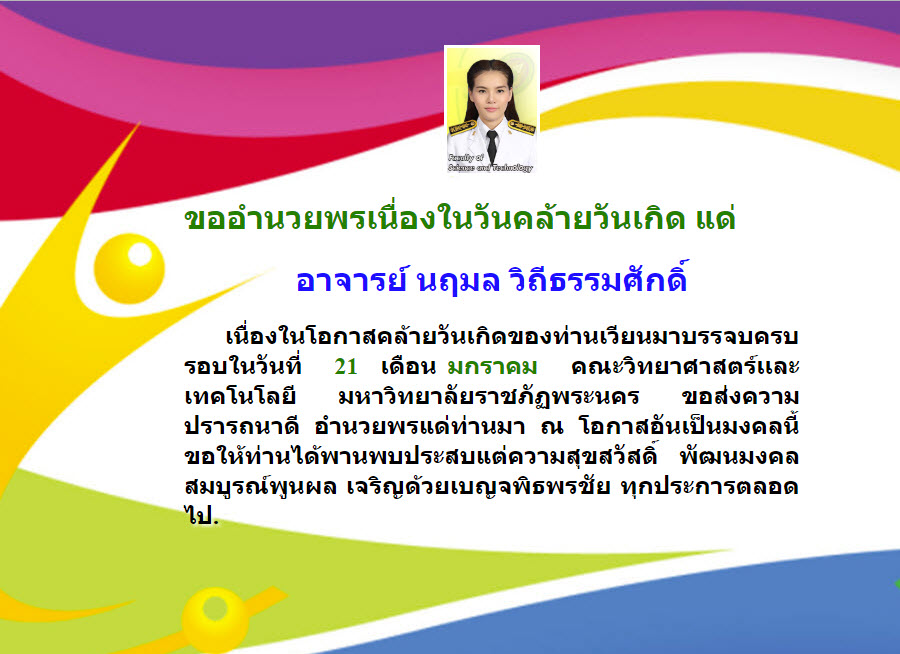 Faculty of
Science and Technology
ขออำนวยพรเนื่องในวันคล้ายวันเกิด แด่
อาจารย์ นฤมล วิถีธรรมศักดิ์
เนื่องในโอกาสคล้ายวันเกิดของท่านเวียนมาบรรจบครบ
รอบในวันที่ 21 เดือน มกราคม คณะวิทยาศาสตร์และ
เทคโนโลยี มหาวิทยาลัยราชภัฏพระนคร ขอส่งความ
ปรารถนาดี อำนวยพรแด่ท่านมา ณ โอกาสอันเป็นมงคลนี้
ขอให้ท่านได้พานพบประสบแต่ความสุขสวัสดิ์ พัฒนมงคล
สมบูรณ์พูนผล เจริญด้วยเบญจพิธพรชัย ทุกประการตลอด
ไป.